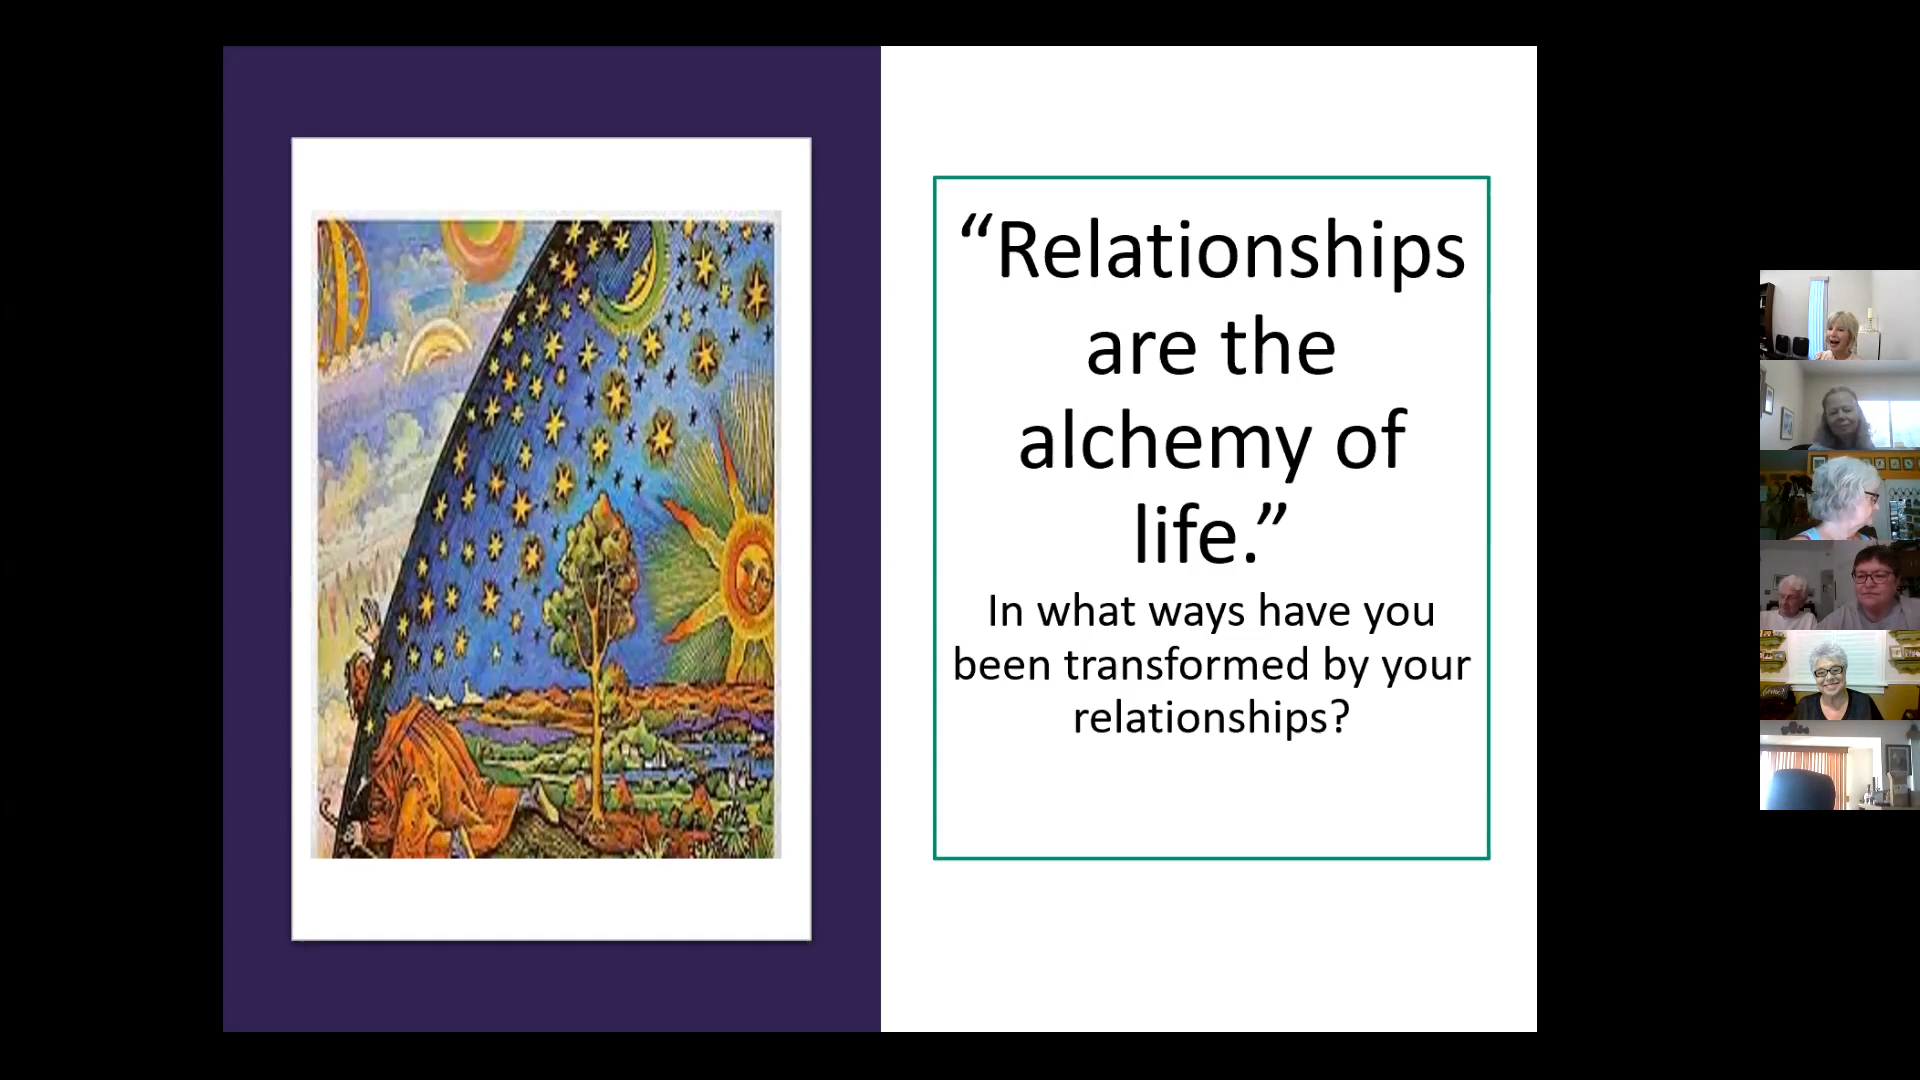 “Relationships
are the
alchemy of
life.”
In what ways have you
been transformed by your
relationships?